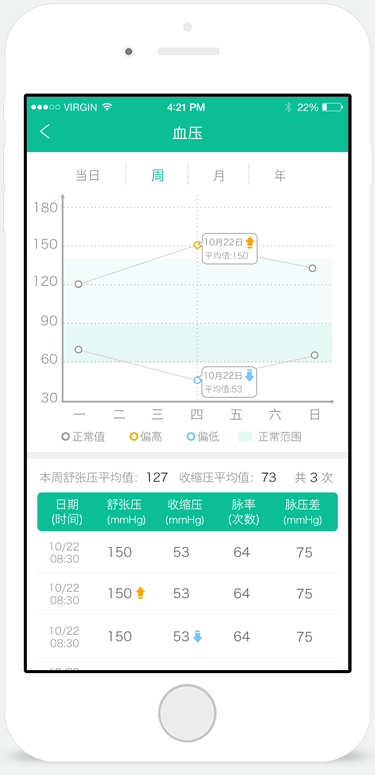 VIRGIN 4:21 PM 22%
血压
当日 周 月 年
180
150
120
90
60
30
10月22日
平均值:150
10月22日
平均值:53
一 二 三 四 五 六 日
正常值 偏高 偏低 正常范围
本周舒张压平均值: 127 收缩压平均值: 73 共 3 次
日期 舒张压 收缩压 脉率 脉压差
(时间) (mmHg) (mmHg) (次数) (mmHg)
10/22
08:30 150 53 64 75
10/22
08:30 150 53 64 75
10/22
08:30 150 53 64 75